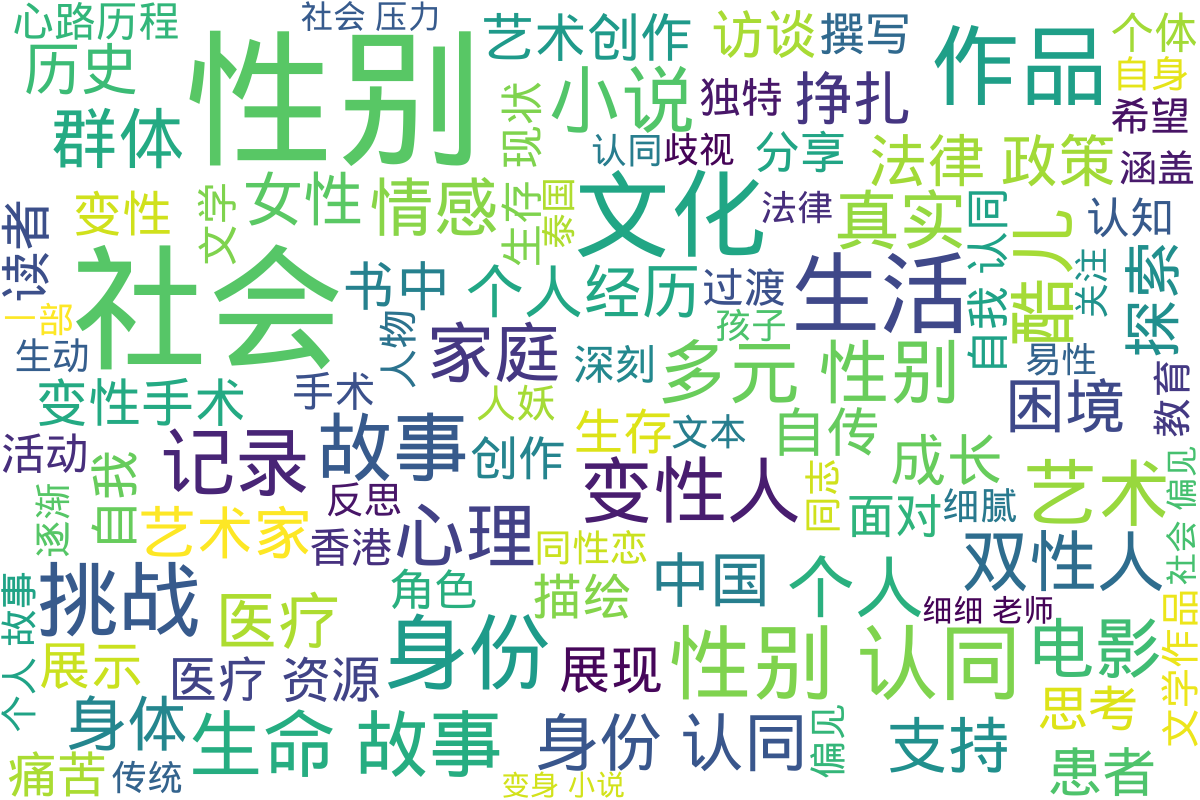 心路历程
社会 压力
性别
艺术创作
访谈
撰写
作品
个体
历史
自身
小说
独特
挣扎
希望
群体
现状
认同
歧视
分享
法律 政策
涵盖
变性
文学
女性
情感
生存
泰国
文化
法律
真实
自我 认同
酷儿
认知
读者
社会
书中
个人经历
过渡
生活
关注
探索
一部
人物
家庭
孩子
生动
深刻
多元 性别
易性
变性手术
手术
人妖
困境
教育
活动
自我
记录
故事
创作
生存
文本
自传
成长
艺术
社会 偏见
逐渐
艺术家
反思
香港
心理
变性人
同志
面对
细腻
同性恋
双性人
个人 故事
挑战
医疗
角色
描绘
中国
个人
细细 老师
电影
文学作品
展示
医疗 资源
身份
展现
性别 认同
思考
身体
生命 故事
身份 认同
偏见
支持
患者
痛苦
传统
变身 小说